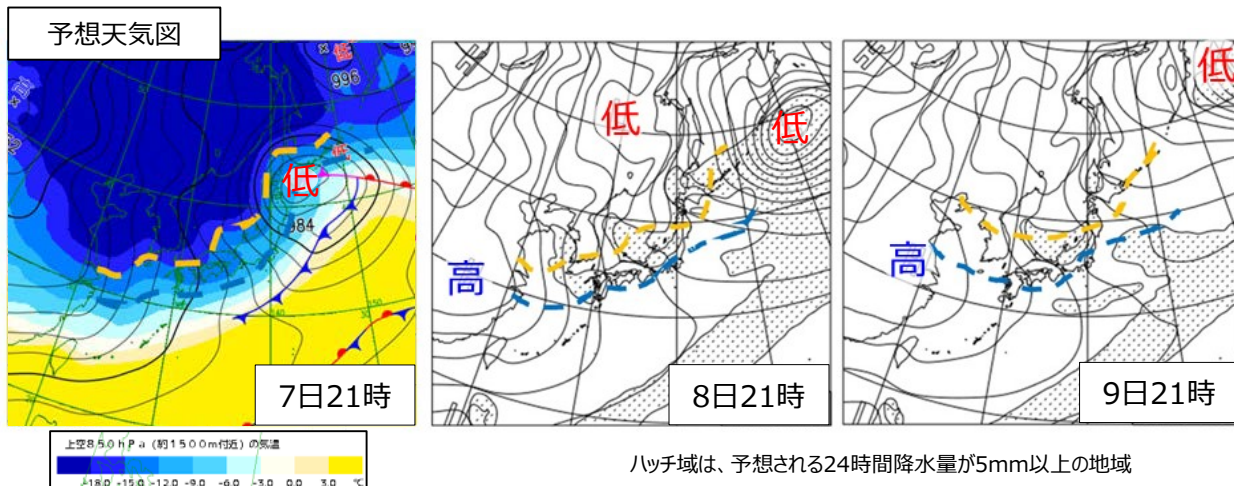 予想天気図
低
996
低
低
低
984
7日21時
低
低
高
8日21時
低
高
9日21時
上空850hPa (約1500m付近) の気温
-18.0 -15.0 -12.0 -9.0 -6.0 -3.0 0.0 3.0 ℃
ハッチ域は、予想される24時間降水量が5mm以上の地域